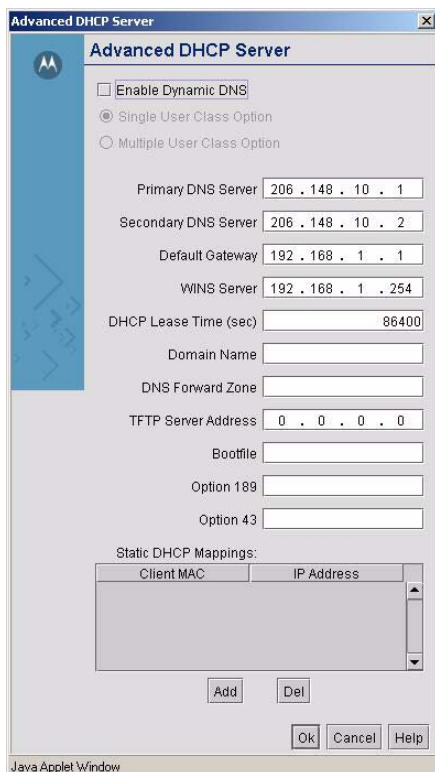 Advanced DHCP Server
Advanced DHCP Server
Enable Dynamic DNS
Single User Class Option
Multiple User Class Option
Primary DNS Server 206 . 148 . 10 . 1
Secondary DNS Server 206 . 148 . 10 . 2
Default Gateway 192 . 168 . 1 . 1
WINS Server 192 . 168 . 1 . 254
DHCP Lease Time (sec) 86400
Domain Name
DNS Forward Zone
TFTP Server Address 0 . 0 . 0 . 0
Bootfile
Option 189
Option 43
Static DHCP Mappings:
Client MAC IP Address
Add Del
Ok Cancel Help
Java Applet Window